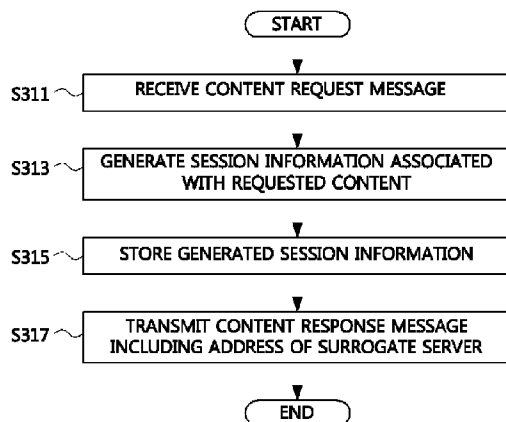 START
S311
RECEIVE CONTENT REQUEST MESSAGE
S313
GENERATE SESSION INFORMATION ASSOCIATED
WITH REQUESTED CONTENT
S315
STORE GENERATED SESSION INFORMATION
S317
TRANSMIT CONTENT RESPONSE MESSAGE
INCLUDING ADDRESS OF SURROGATE SERVER
END